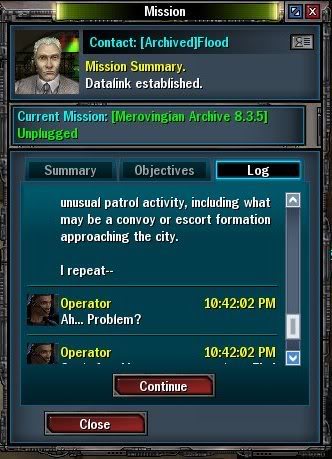 Mission
Contact: [Archived]Flood
Mission Summary.
Datalink established.
Current Mission: [Merovingian Archive 8.3.5]
Unplugged
Summary
Objectives
Log
unusual patrol activity, including what
may be a convoy or escort formation
approaching the city.
I repeat--
Operator 10:42:02 PM
Ah... Problem?
Operator 10:42:02 PM
Continue
Close